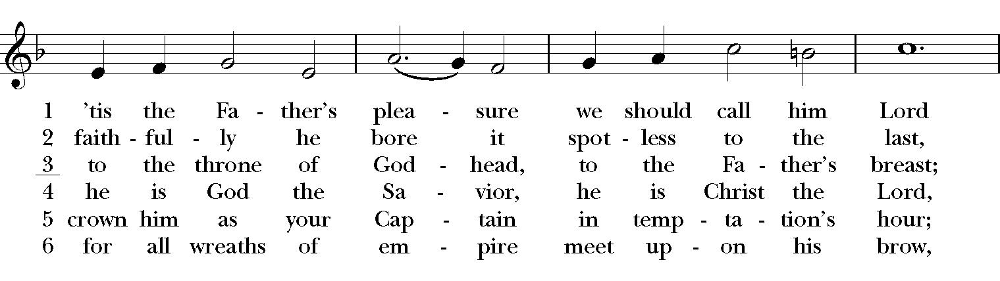 1 ’tis the Fa - ther’s plea - sure we should call him Lord
2 faith - ful - ly he bore it spot - less to the last,
3 to the throne of God - head, to the Fa - ther’s breast;
4 he is God the Sa - vior, he is Christ the Lord,
5 crown him as your Cap - tain in temp - ta - tion’s hour;
6 for all wreaths of em - pire meet up - on his brow,